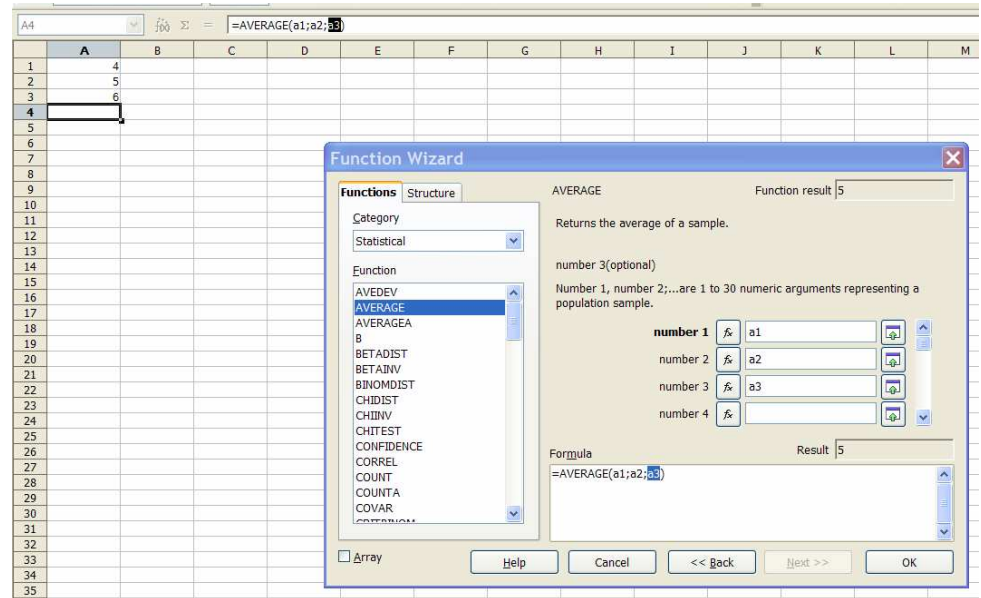 A4 Σ = =AVERAGE(a1;a2;a3)
A B C D E F G H I J K L M
1 4
2 5
3 6
4
5
6
7
8
9
10
11
12
13
14
15
16
17
18
19
20
21
22
23
24
25
26
27
28
29
30
31
32
33
34
35
Function Wizard
Functions Structure
Category
Statistical
Function
AVEDEV
AVERAGE
AVERAGEA
B
BETADIST
BETAINV
BINOMDIST
CHIDIST
CHIINV
CHITEST
CONFIDENCE
CORREL
COUNT
COUNTA
COVAR
CRITBINOM
AVERAGE Function result 5
Returns the average of a sample.
number 3(optional)
Number 1, number 2;...are 1 to 30 numeric arguments representing a
population sample.
number 1 fx a1
number 2 fx a2
number 3 fx a3
number 4 fx
Formula Result 5
=AVERAGE(a1;a2;a3)
Array Help Cancel << Back Next >> OK